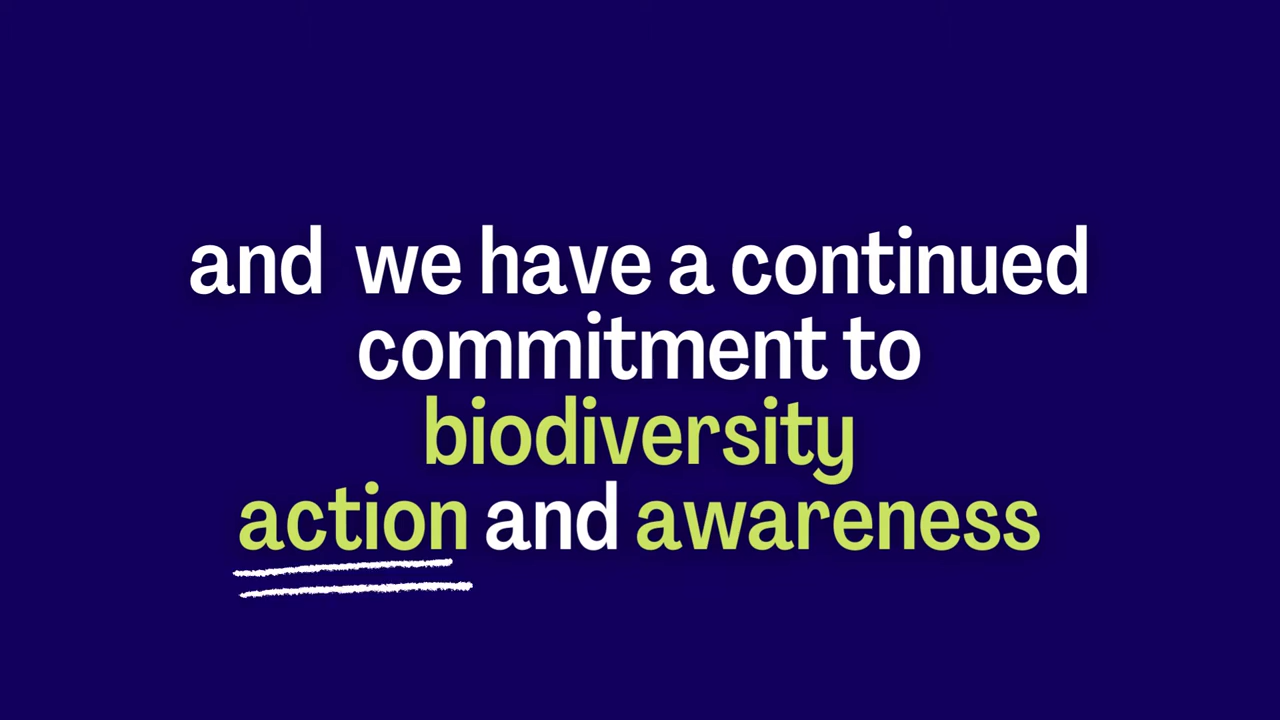 and  we have a continued
commitment to
biodiversity
action and awareness